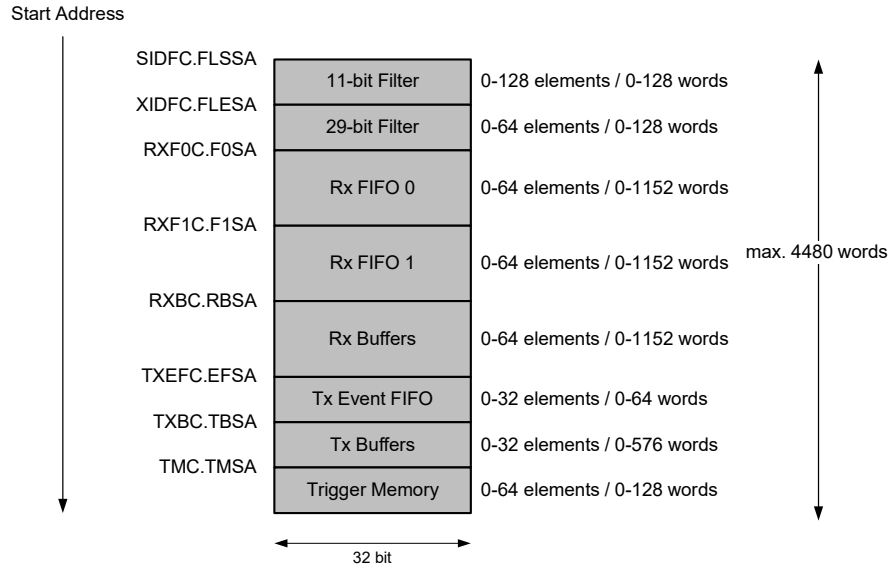 Start Address
SIDFC.FLSSA
11-bit Filter
0-128 elements / 0-128 words
XIDFC.FLESA
29-bit Filter
0-64 elements / 0-128 words
RXF0C.F0SA
Rx FIFO 0
0-64 elements / 0-1152 words
RXF1C.F1SA
Rx FIFO 1
0-64 elements / 0-1152 words
max. 4480 words
RXBC.RBSA
Rx Buffers
0-64 elements / 0-1152 words
TXEFC.EFSA
Tx Event FIFO
0-32 elements / 0-64 words
TXBC.TBSA
Tx Buffers
0-32 elements / 0-576 words
TMC.TMSA
Trigger Memory
0-64 elements / 0-128 words
32 bit